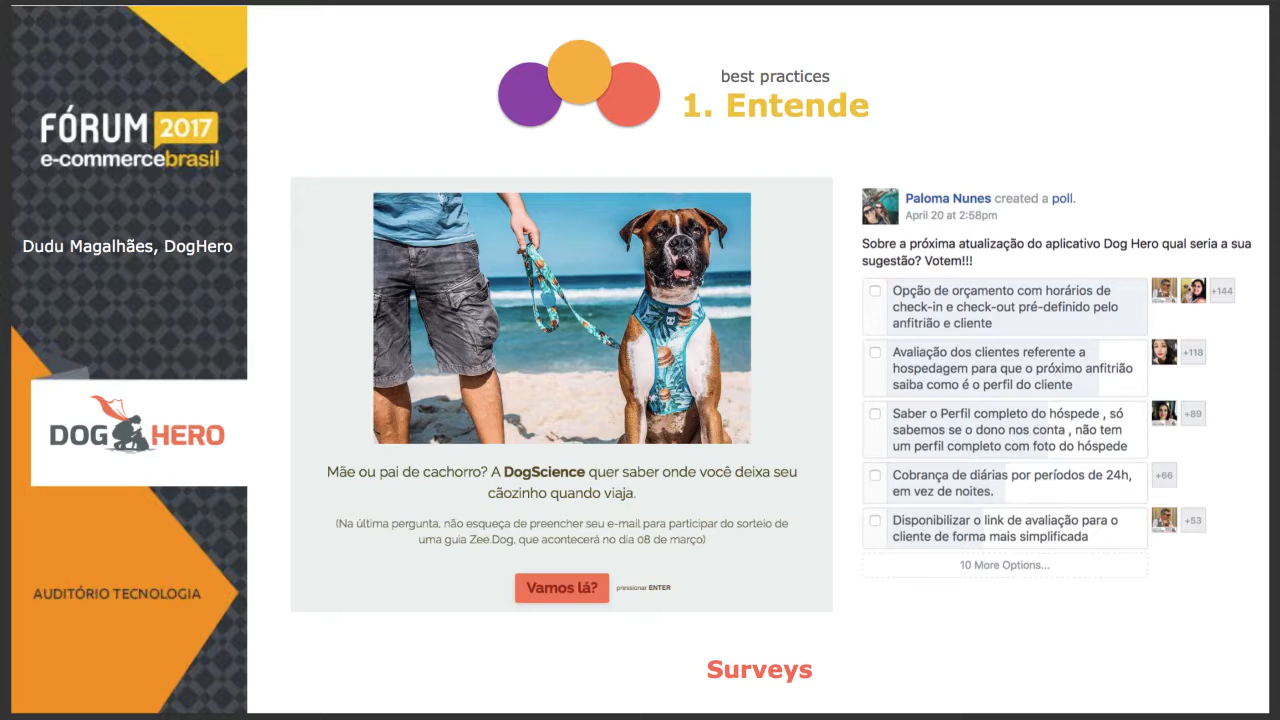 FÓRUM 2017
e-commercebrasil
Dudu Magalhães, DogHero
DOG HERO
AUDITÓRIO TECNOLOGIA
best practices
1. Entende
Mãe ou pai de cachorro? A DogScience quer saber onde você deixa seu
cãozinho quando viaja.
(Na última pergunta, não esqueça de preencher seu e-mail para participar do sorteio de
uma guia Zee.Dog, que acontecerá no dia 08 de março)
Vamos lá? pressionar ENTER
Paloma Nunes created a poll.
April 20 at 2:58pm
Sobre a próxima atualização do aplicativo Dog Hero qual seria a sua
sugestão? Votem!!!
Opção de orçamento com horários de
check-in e check-out pré-definido pelo
anfitrião e cliente
+144
Avaliação dos clientes referente a
hospedagem para que o próximo anfitrião
saiba como é o perfil do cliente
+118
Saber o Perfil completo do hóspede , só
sabemos se o dono nos conta , não tem
um perfil completo com foto do hóspede
+89
Cobrança de diárias por períodos de 24h,
em vez de noites.
+66
Disponibilizar o link de avaliação para o
cliente de forma mais simplificada
+53
10 More Options...
Surveys